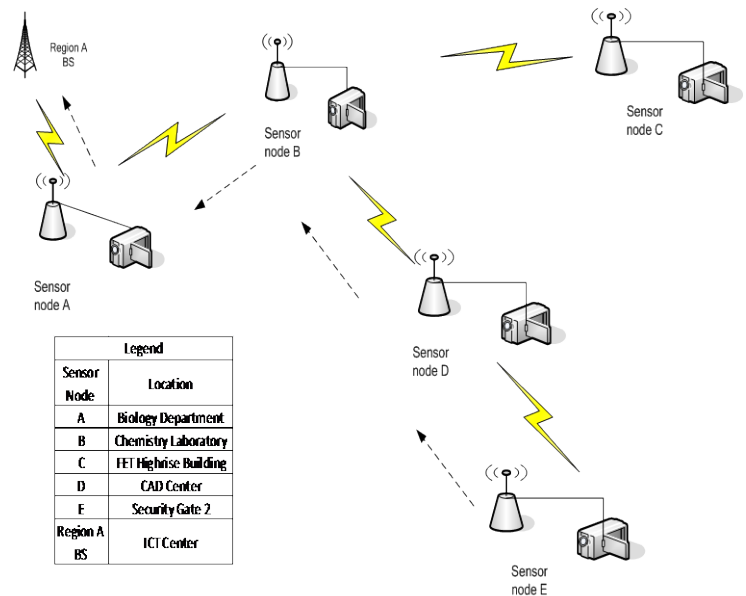 Region A
BS
Sensor
node B
Sensor
node C
Sensor
node A
Sensor
node D
Sensor
node E
Legend
Sensor Node Location
A Biology Department
B Chemistry Laboratory
C FET Highrise Building
D CAD Center
E Security Gate 2
Region A BS ICT Center